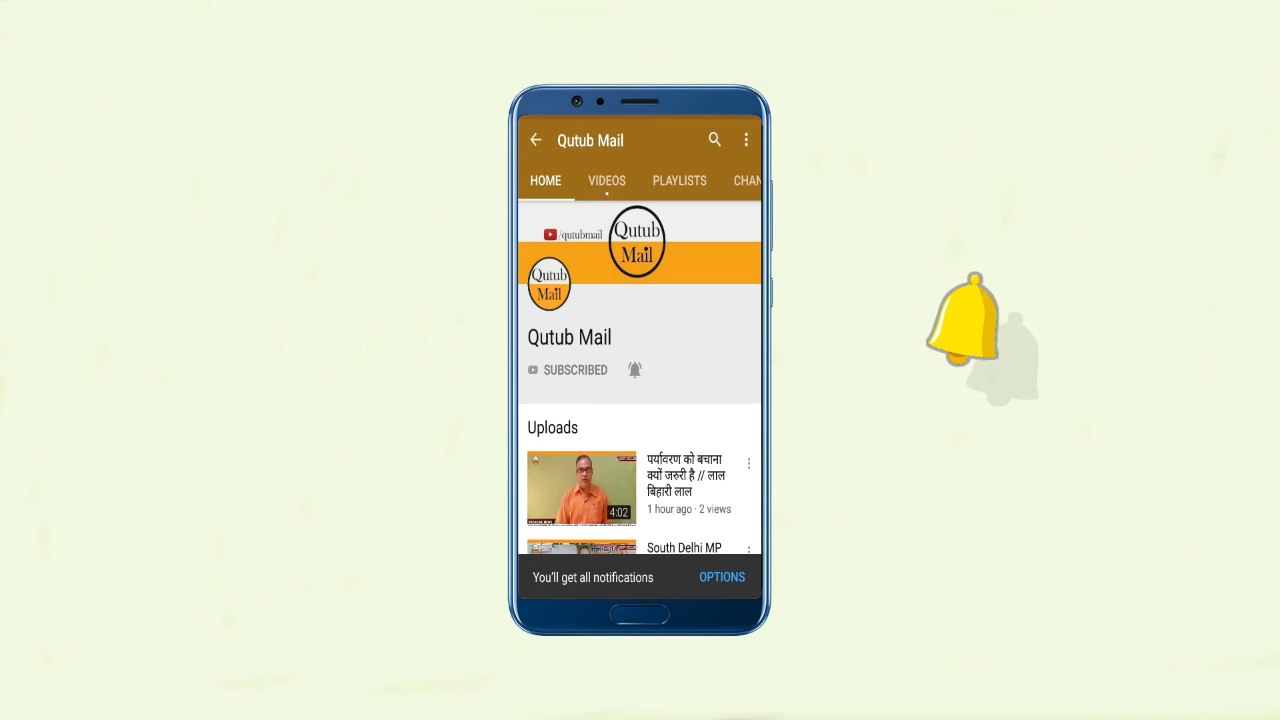 Qutub Mail
HOME VIDEOS PLAYLISTS CHAN
/qutubmail
Qutub
Mail
Qutub
Mail
Qutub Mail
SUBSCRIBED
Uploads
पर्यावरण को बचाना
क्यों जरुरी है // लाल
बिहारी लाल
4:02
1 hour ago · 2 views
South Delhi MP
You'll get all notifications OPTIONS